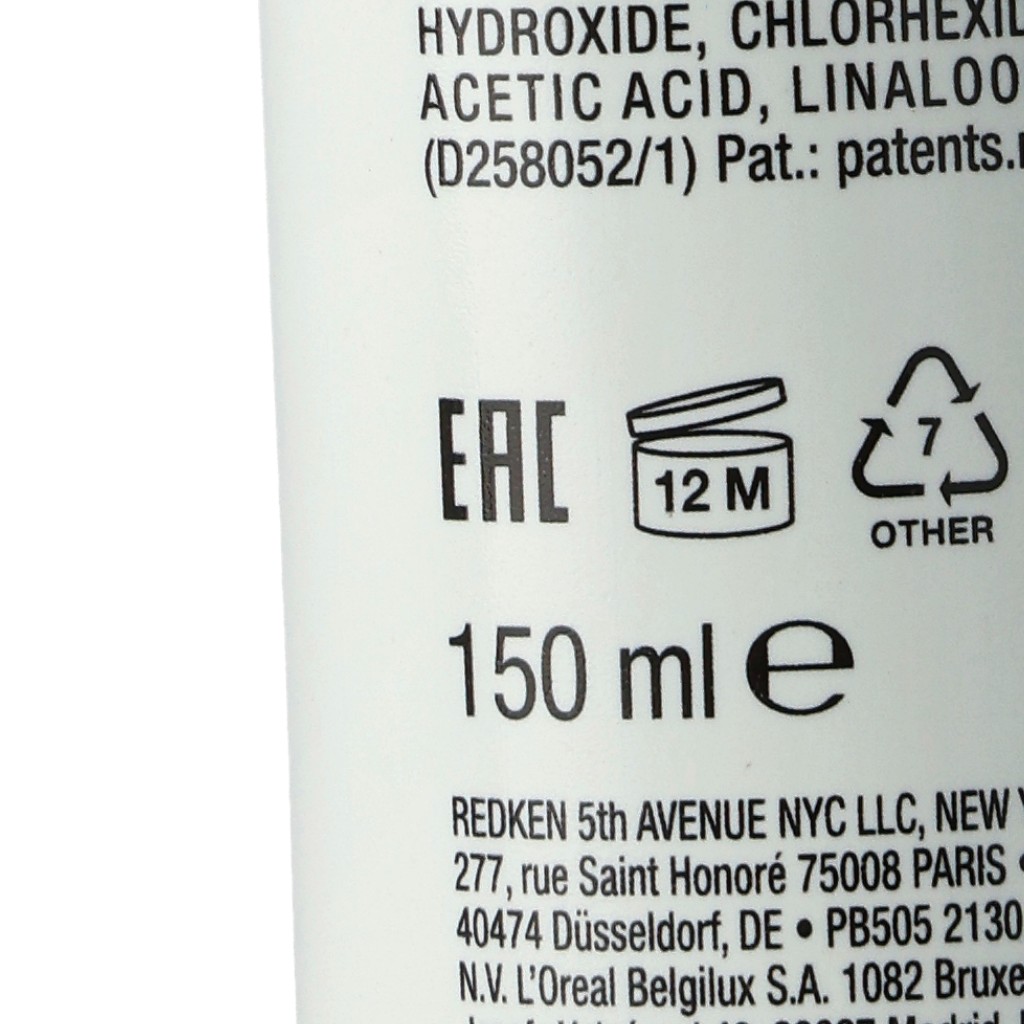 HYDROXIDE, CHLORHEXID
ACETIC ACID, LINALOO
(D258052/1) Pat.: patents.
EAC
12 M
7
OTHER
150 ml e
REDKEN 5th AVENUE NYC LLC, NEW
277, rue Saint Honoré 75008 PARIS •
40474 Düsseldorf, DE • PB505 2130
N.V. L'Oreal Belgilux S.A. 1082 Bruxe